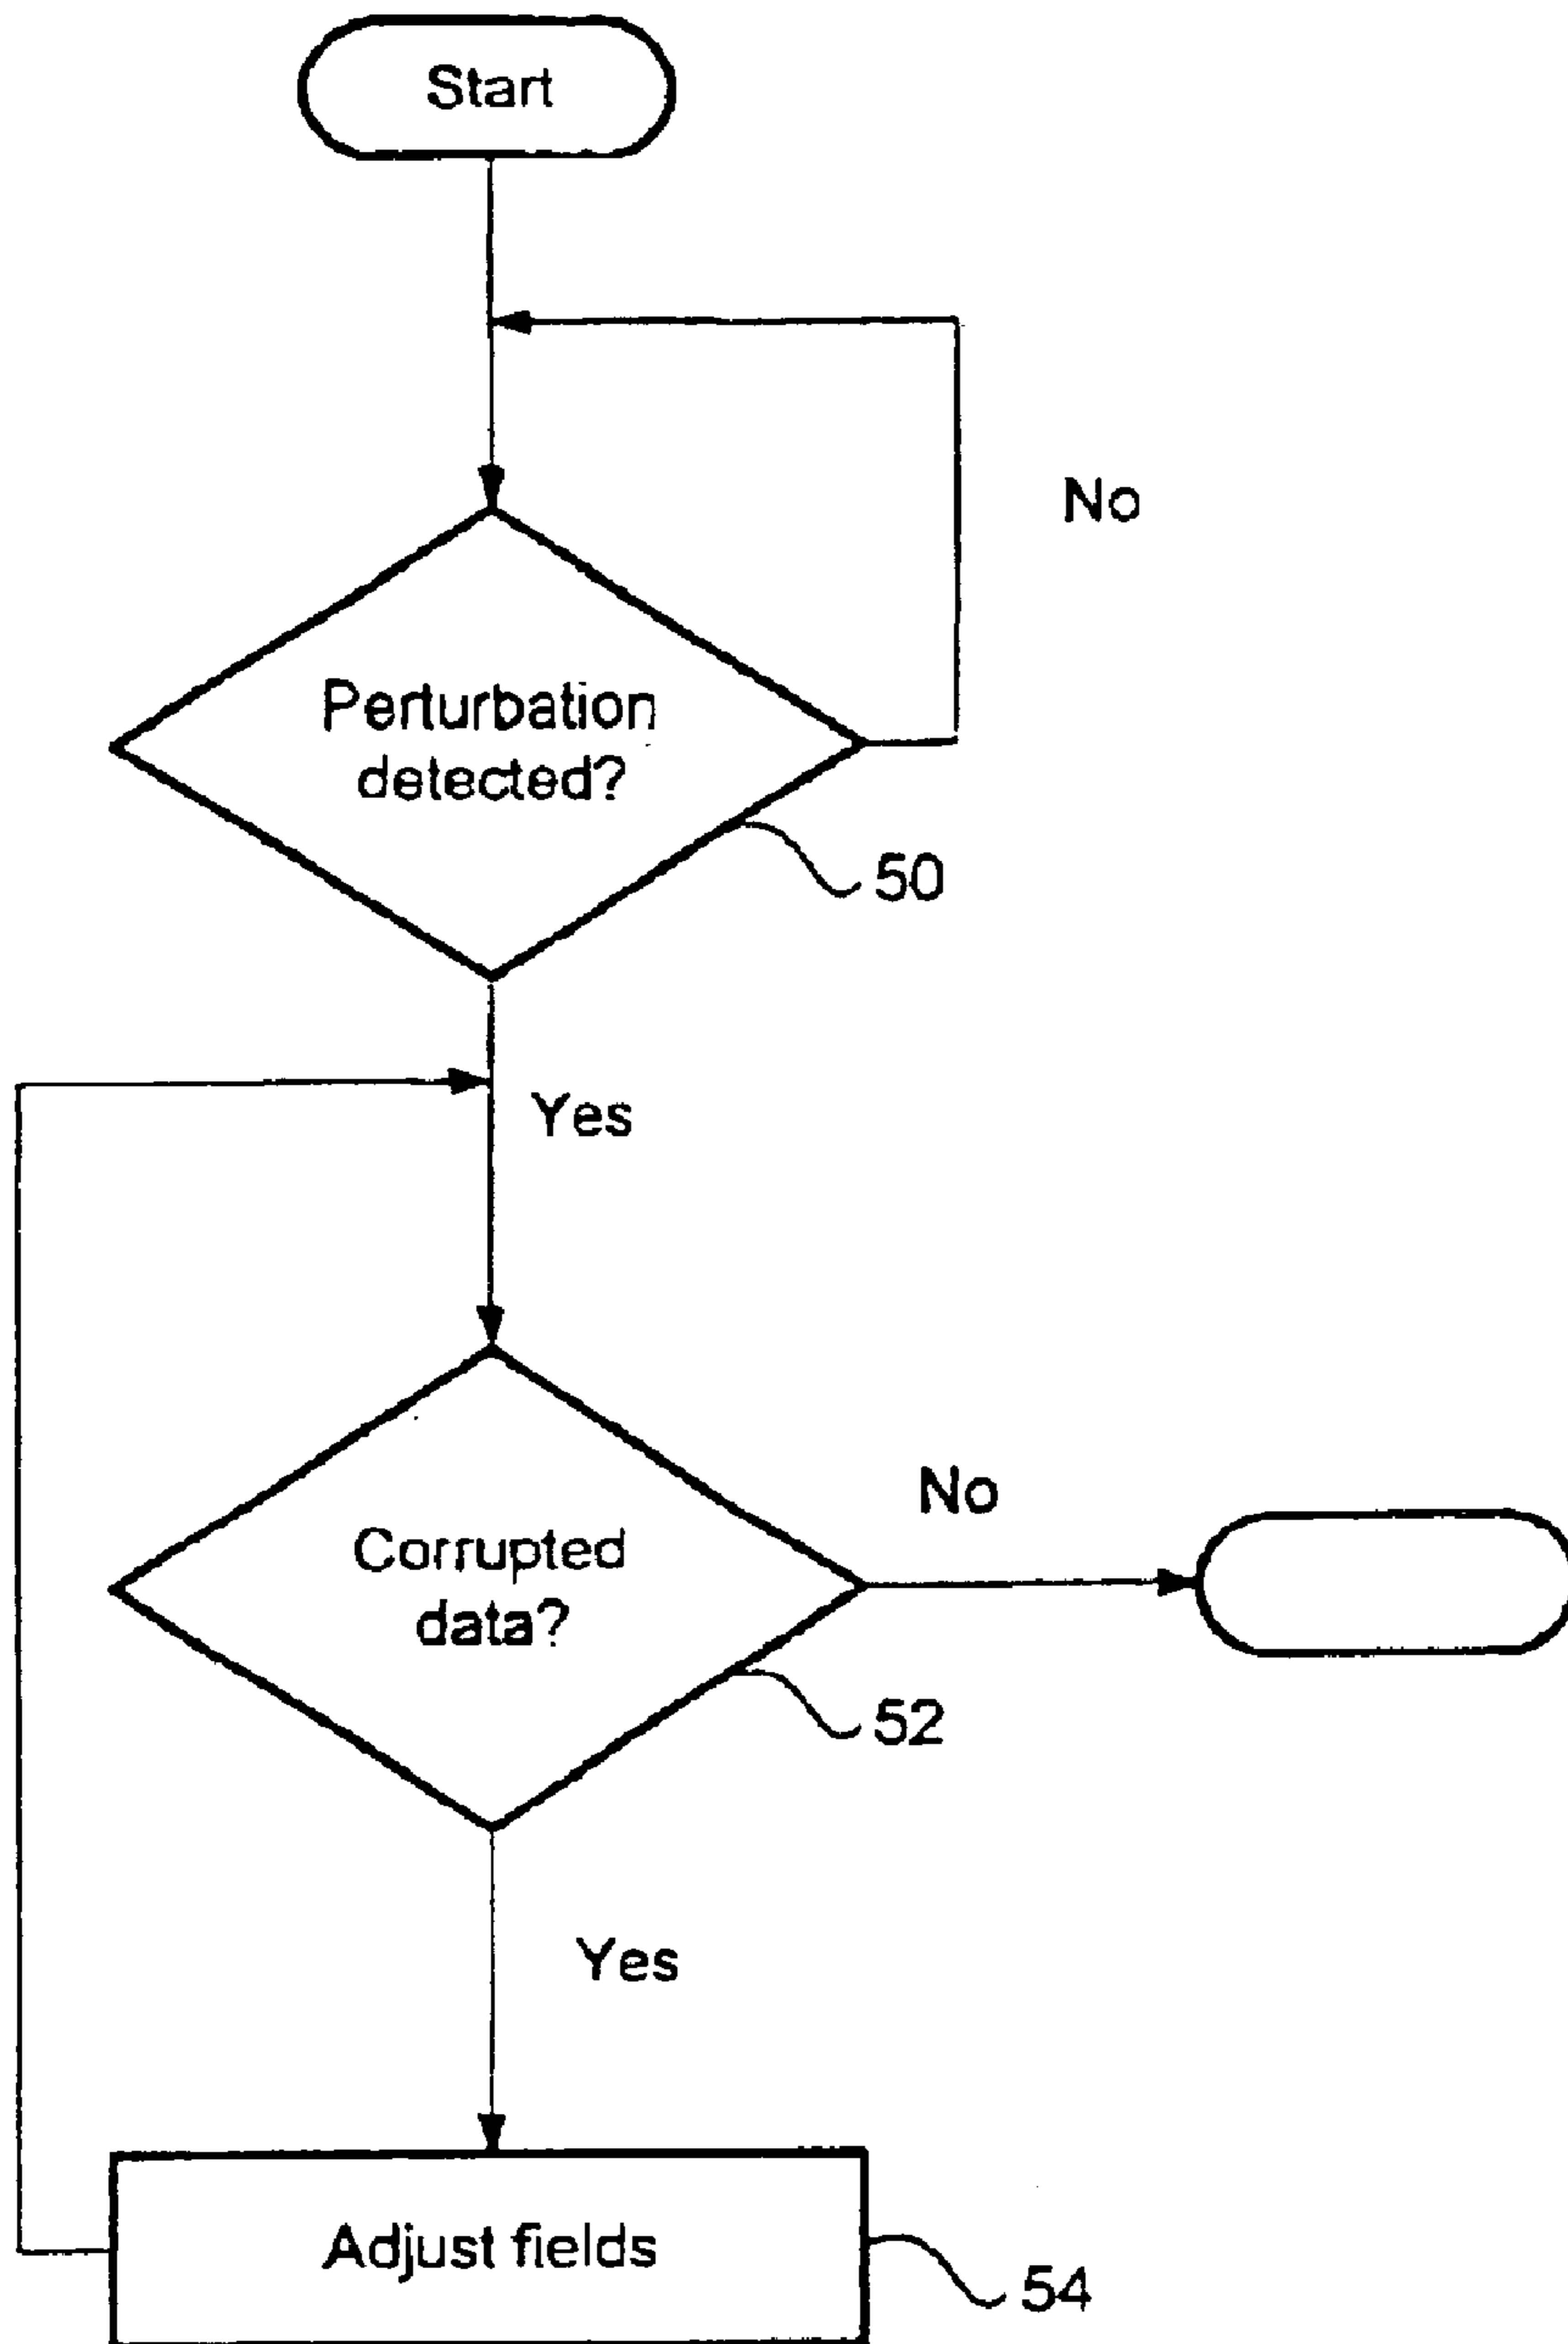 Start
No
Perturbation
detected?
50
Yes
No
Corrupted
data?
52
Yes
Adjust fields
54